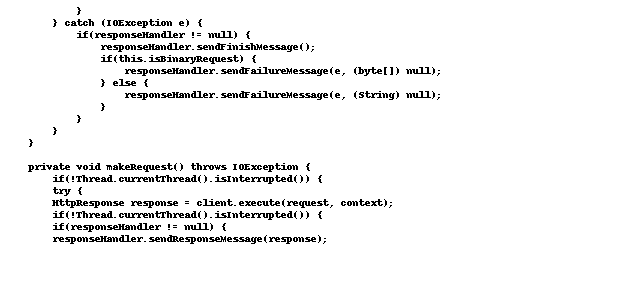 }
} catch (IOException e) {
if(responseHandler != null) {
responseHandler.sendFinishMessage();
if(this.isBinaryRequest) {
responseHandler.sendFailureMessage(e, (byte[]) null);
} else {
responseHandler.sendFailureMessage(e, (String) null);
}
}
}
}
private void makeRequest() throws IOException {
if(!Thread.currentThread().isInterrupted()) {
try {
HttpResponse response = client.execute(request, context);
if(!Thread.currentThread().isInterrupted()) {
if(responseHandler != null) {
responseHandler.sendResponseMessage(response);